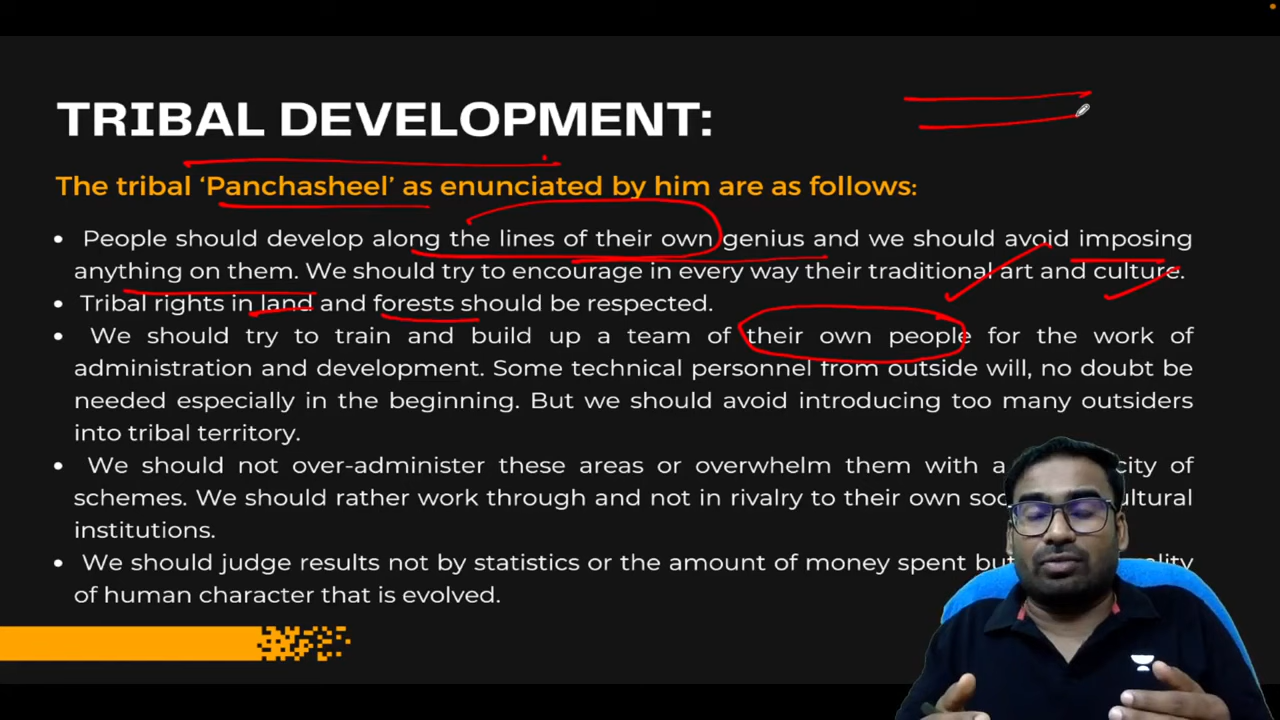 TRIBAL DEVELOPMENT:
The tribal ‘Panchasheel’ as enunciated by him are as follows:
• People should develop along the lines of their own genius and we should avoid imposing
anything on them. We should try to encourage in every way their traditional art and culture.
• Tribal rights in land and forests should be respected.
• We should try to train and build up a team of their own people for the work of
administration and development. Some technical personnel from outside will, no doubt be
needed especially in the beginning. But we should avoid introducing too many outsiders
into tribal territory.
• We should not over-administer these areas or overwhelm them with a city of
schemes. We should rather work through and not in rivalry to their own
institutions.
• We should judge results not by statistics or the amount of money spent
of human character that is evolved.